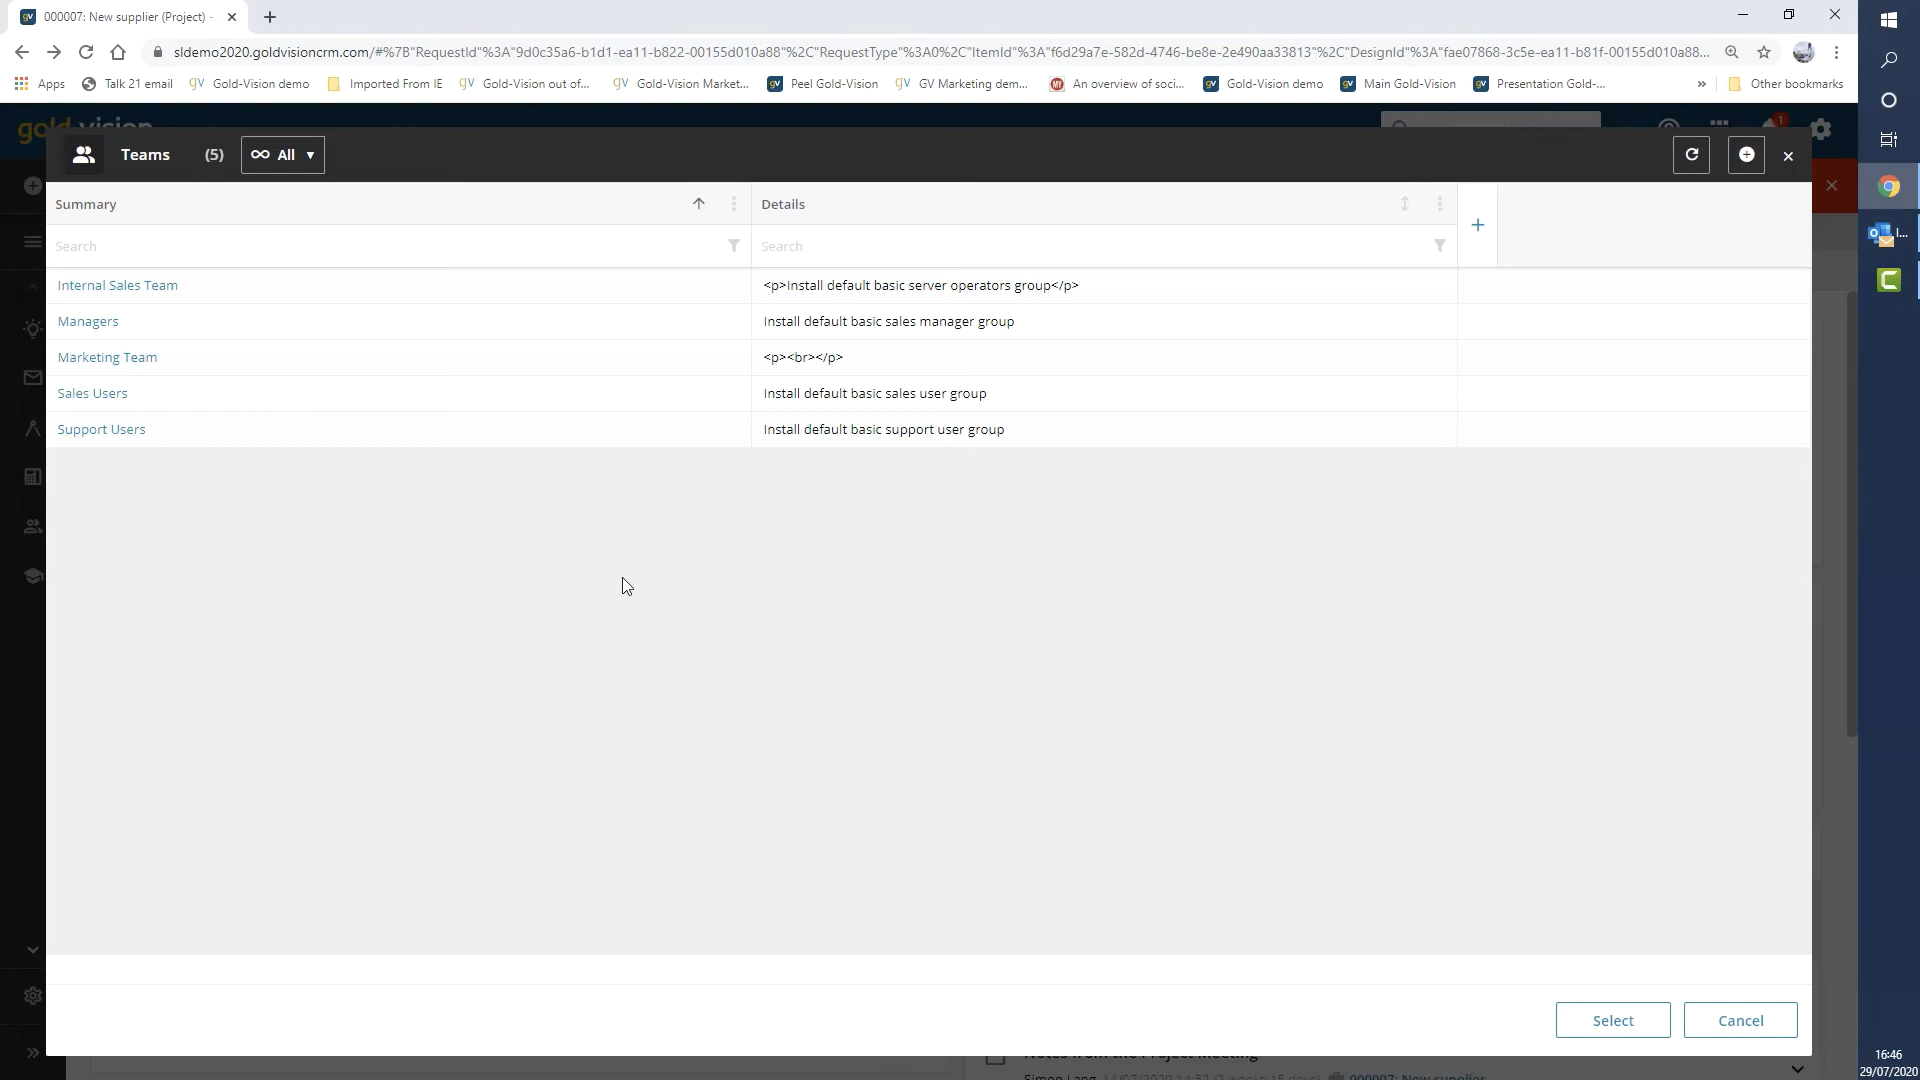 000007: New supplier (Project) -
sldemo2020.goldvisioncrm.com/#%7B"RequestId"%3A"9d0c35a6-b1d1-ea11-b822-00155d010a88"%2C"RequestType"%3A0%2C"ItemId"%3A"f6d29a7e-582d-4746-be8e-2e490aa33813"%2C"DesignId"%3A"fae07868-3c5e-ea11-b81f-00155d010a88...
Apps Talk 21 email Gold-Vision demo Imported From IE Gold-Vision out of... Gold-Vision Market... Peel Gold-Vision GV Marketing dem... An overview of soci... Gold-Vision demo Main Gold-Vision Presentation Gold-... » Other bookmarks
gold-vision
1
Teams (5) All
Summary Details
Search Search
Internal Sales Team <p>Install default basic server operators group</p>
Managers Install default basic sales manager group
Marketing Team <p><br></p>
Sales Users Install default basic sales user group
Support Users Install default basic support user group
Select Cancel
Notes from the Project Meeting
Simon Lang 000007: New supplier
I...
16:46
29/07/2020